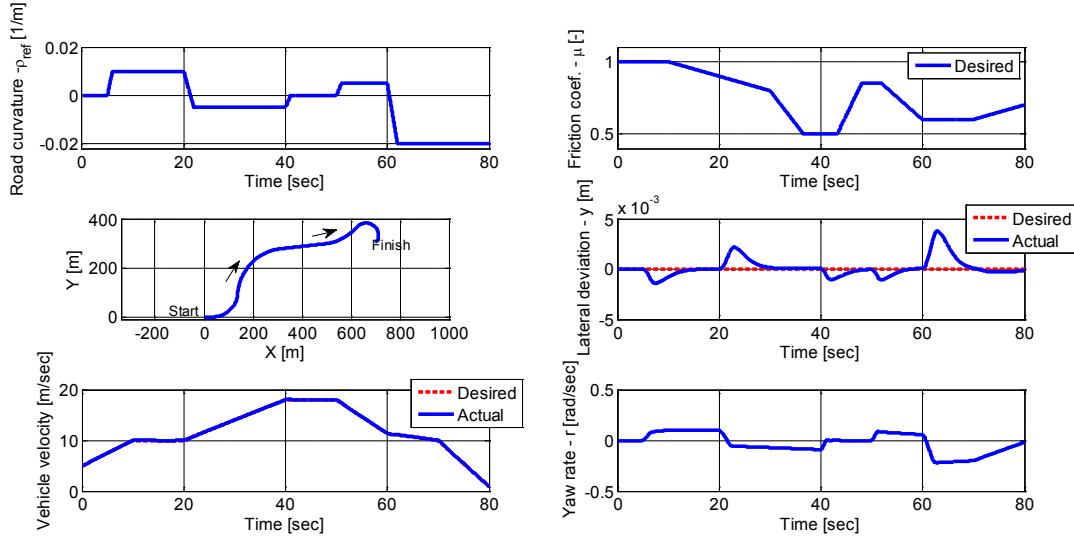 Road curvature -ρref [1/m]
0.02
0
-0.02
0 20 40 60 80
Time [sec]
Friction coef. - μ [-]
1
0.5
Desired
0 20 40 60 80
Time [sec]
Y [m]
400
200
0
Start
Finish
-200 0 200 400 600 800 1000
X [m]
Lateral deviation - y [m]
x 10-3
5
0
-5
Desired
Actual
0 20 40 60 80
Time [sec]
Vehicle velocity [m/sec]
20
10
0
Desired
Actual
0 20 40 60 80
Time [sec]
Yaw rate - r [rad/sec]
0.5
0
-0.5
0 20 40 60 80
Time [sec]